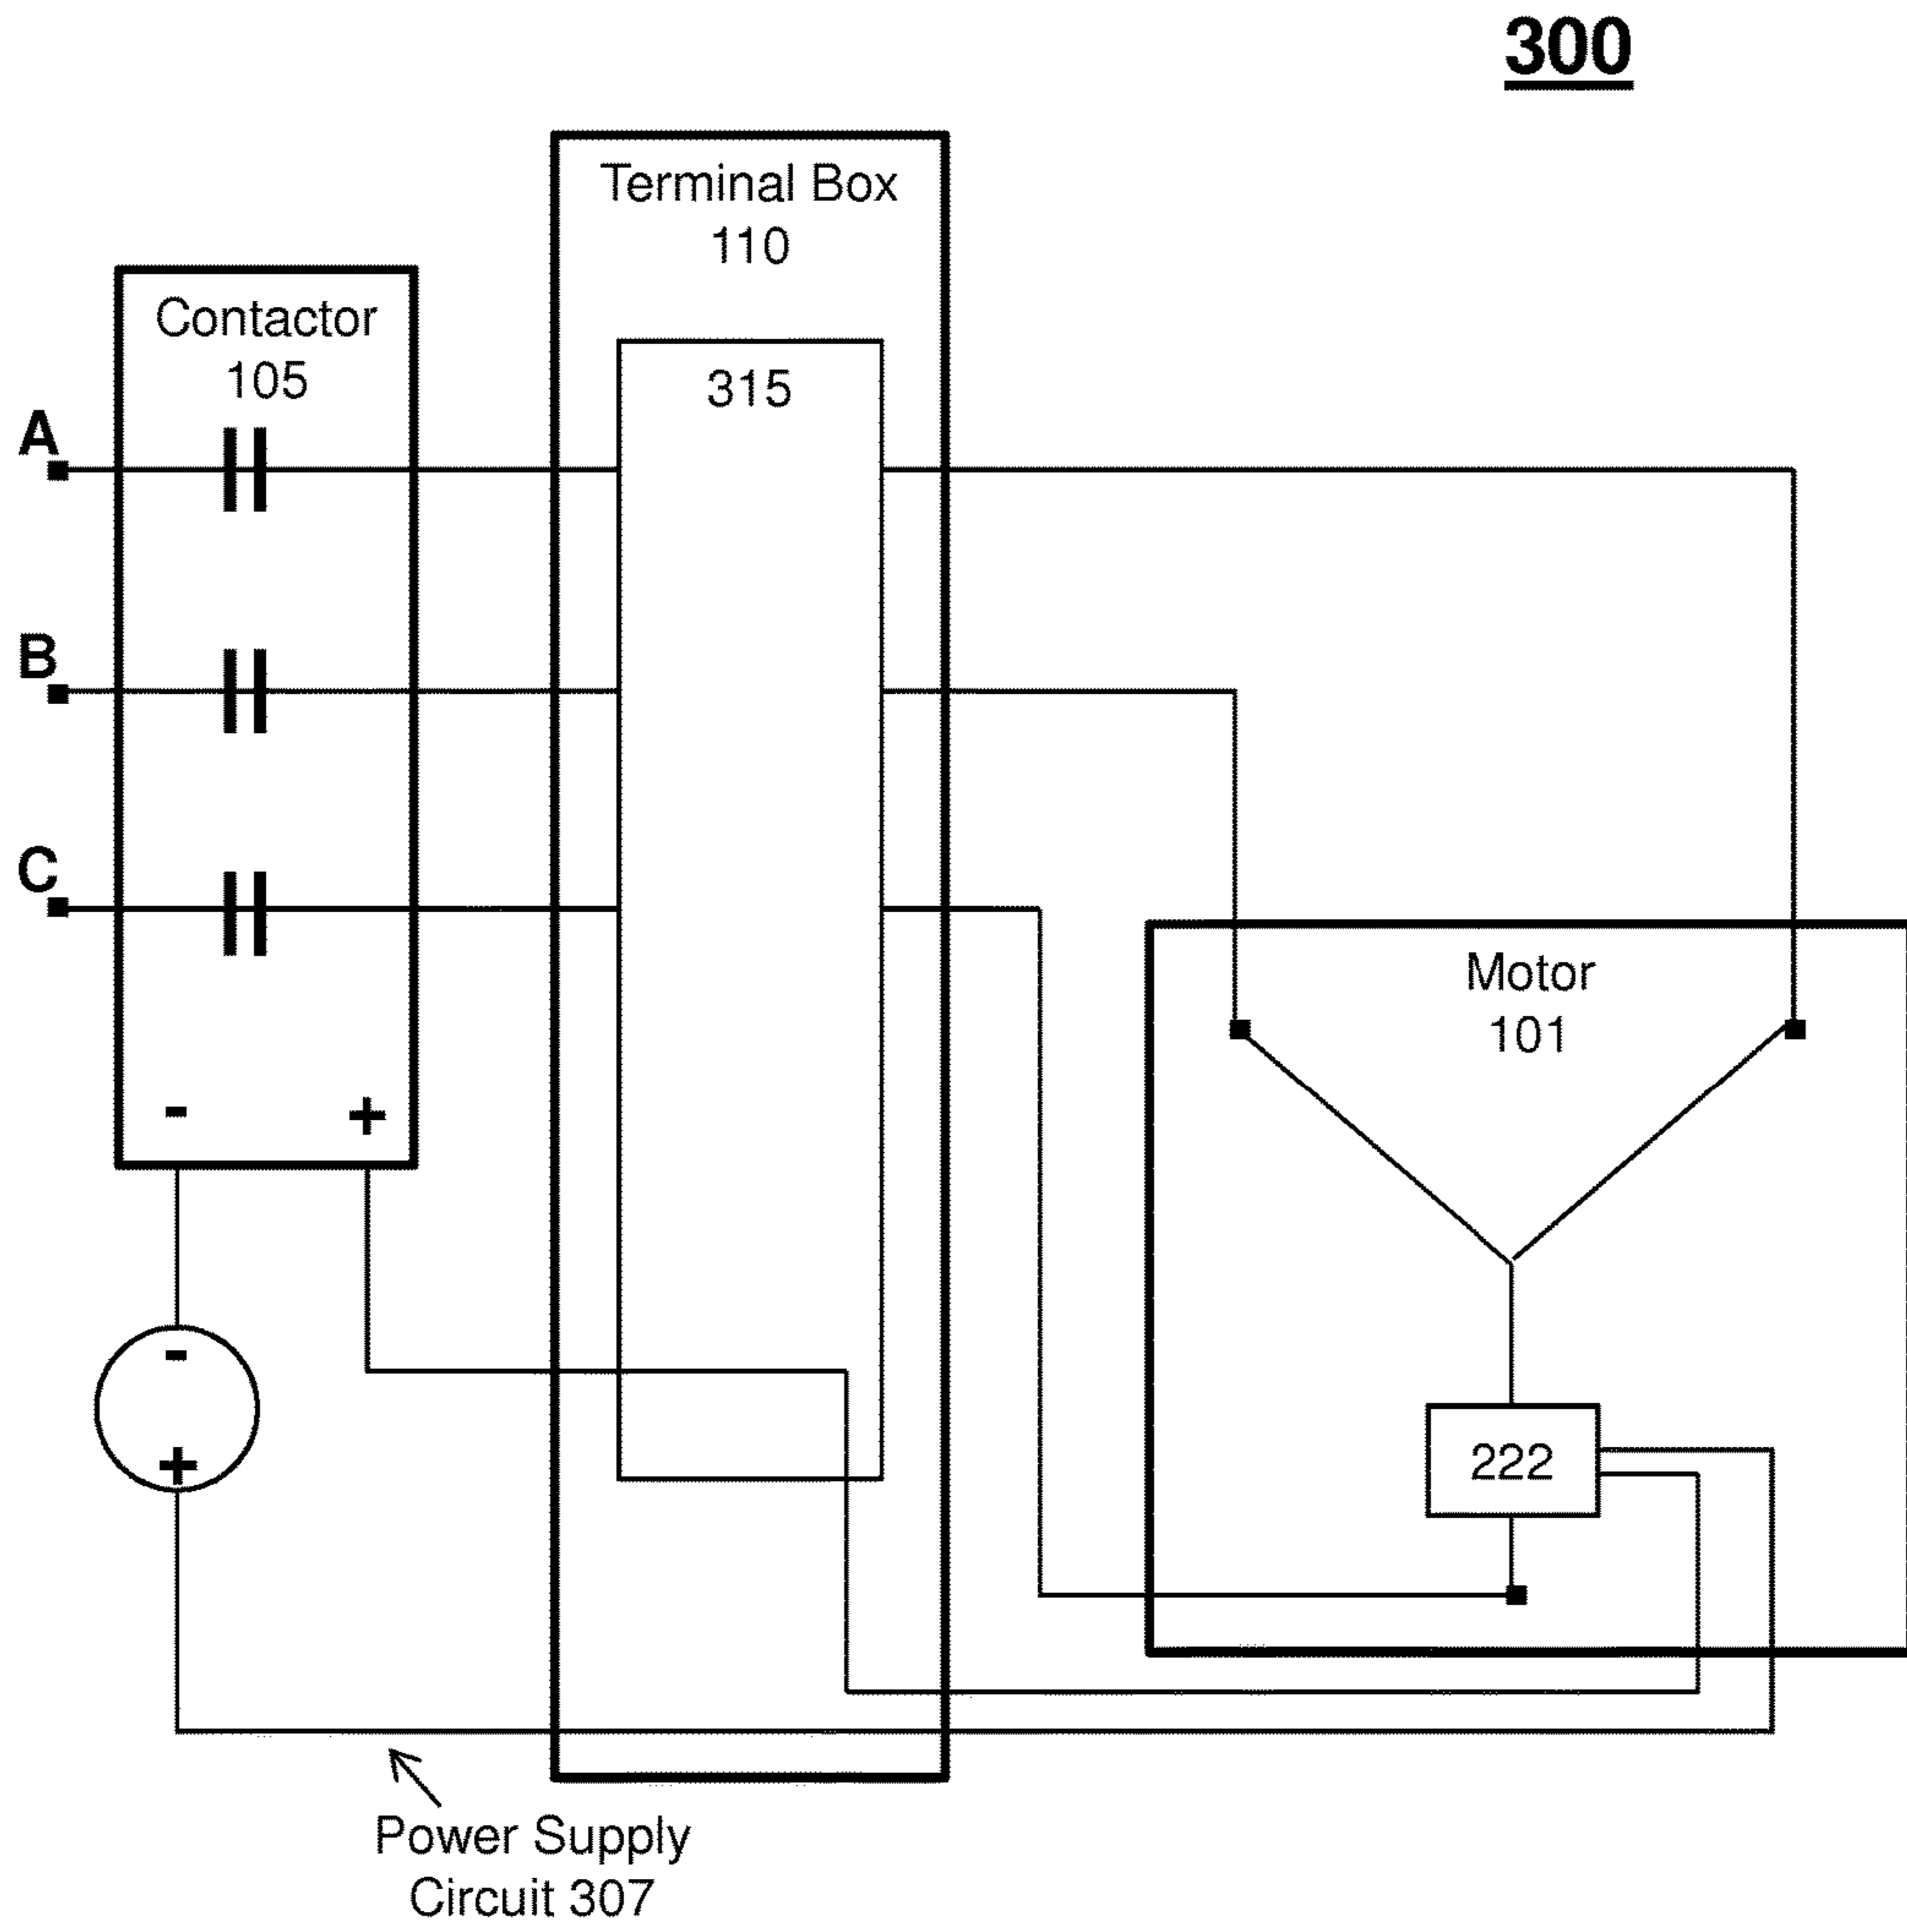 300
Terminal Box
110
Contactor
105
315
A
B
C
Motor
101
- +
-
+
222
Power Supply
Circuit 307